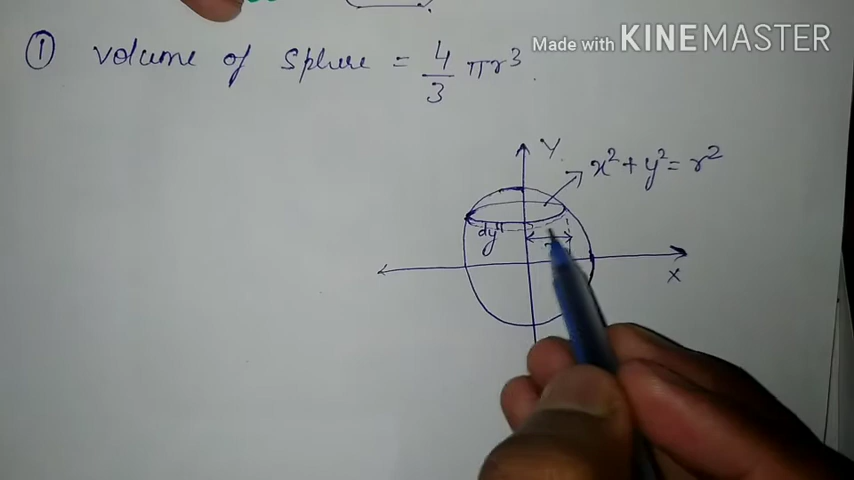 ① volume of sphere = 4/3 πr³.
Made with KINEMASTER
Y
x² + y² = r²
dy
X